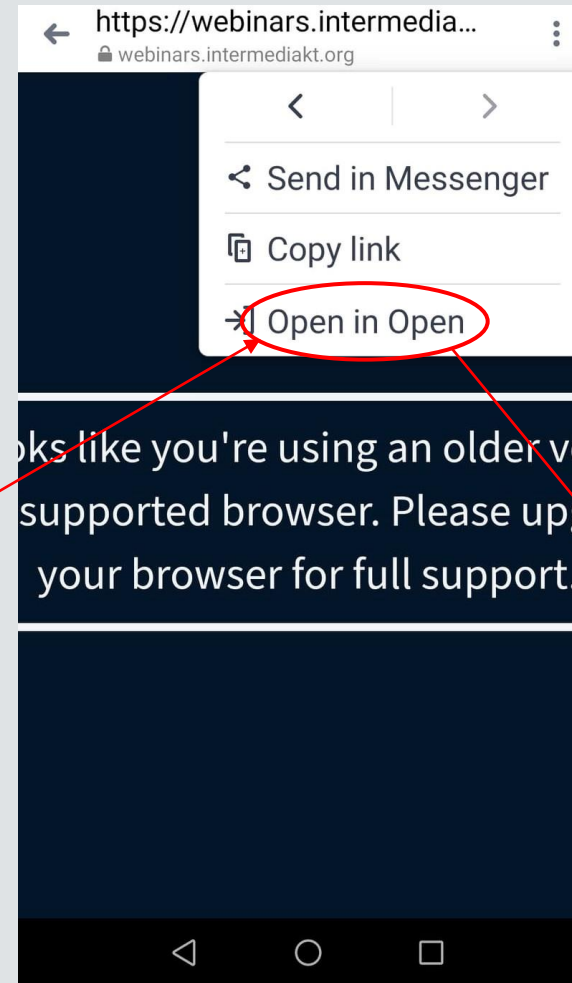 https://webinars.intermedia...
webinars.intermediakt.org
Send in Messenger
Copy link
Open in Open
oks like you're using an older v
supported browser. Please up
your browser for full support.